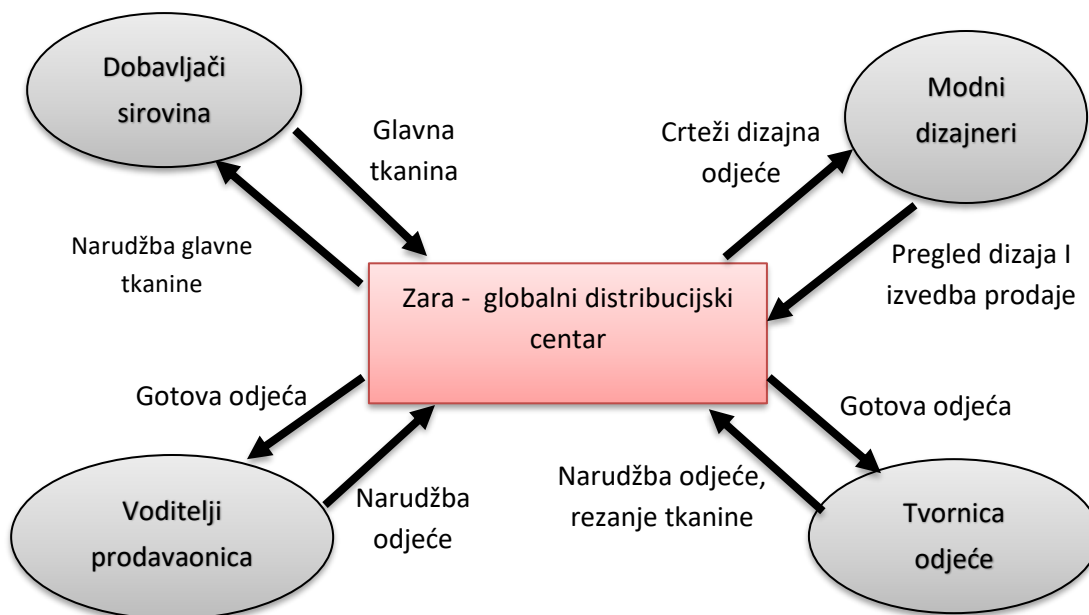 Dobavljači
sirovina
Glavna
tkanina
Crteži dizajna
odjeće
Modni
dizajneri
Narudžba glavne
tkanine
Pregled dizaja I
izvedba prodaje
Zara -  globalni distribucijski
centar
Gotova odjeća
Gotova odjeća
Voditelji
prodavaonica
Narudžba
odjeće
Narudžba odjeće,
rezanje tkanine
Tvornica
odjeće